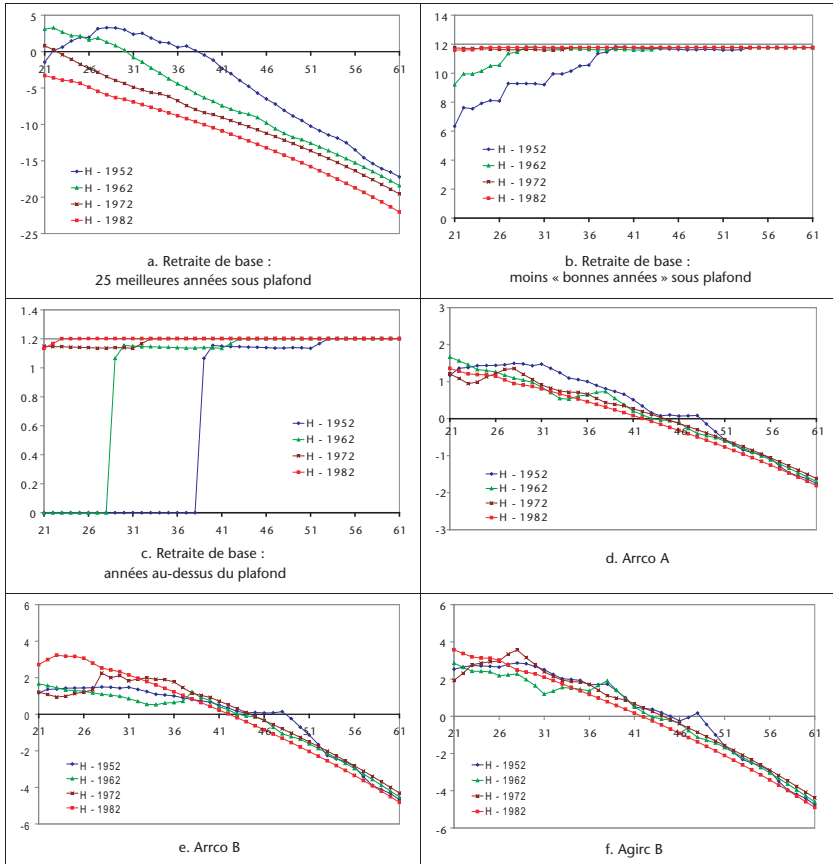 5
0
-5
-10
-15
-20
-25
21 26 31 36 41 46 51 56 61
H - 1952
H - 1962
H - 1972
H - 1982
a. Retraite de base :
25 meilleures années sous plafond
14
12
10
8
6
4
2
0
21 26 31 36 41 46 51 56 61
H - 1952
H - 1962
H - 1972
H - 1982
b. Retraite de base :
moins « bonnes années » sous plafond
1.4
1.2
1
0.8
0.6
0.4
0.2
0
21 26 31 36 41 46 51 56 61
H - 1952
H - 1962
H - 1972
H - 1982
c. Retraite de base :
années au-dessus du plafond
3
2
1
0
-1
-2
-3
21 26 31 36 41 46 51 56 61
H - 1952
H - 1962
H - 1972
H - 1982
d. Arrco A
6
4
2
0
-2
-4
-6
21 26 31 36 41 46 51 56 61
H - 1952
H - 1962
H - 1972
H - 1982
e. Arrco B
6
4
2
0
-2
-4
-6
21 26 31 36 41 46 51 56 61
H - 1952
H - 1962
H - 1972
H - 1982
f. Agirc B